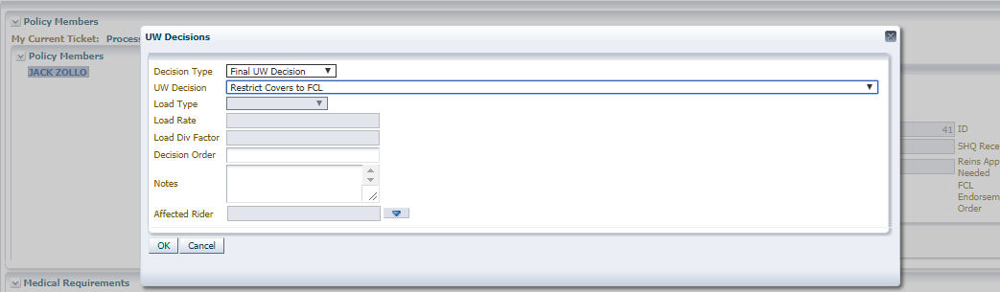 Policy Members
My Current Ticket: Process
Policy Members
JACK ZOLLO
UW Decisions
Decision Type Final UW Decision
UW Decision Restrict Covers to FCL
Load Type
Load Rate
Load Div Factor
Decision Order
Notes
Affected Rider
OK Cancel
41 ID
SHQ Rece
Reins App
Needed
FCL
Endorsem
Order
Medical Requirements